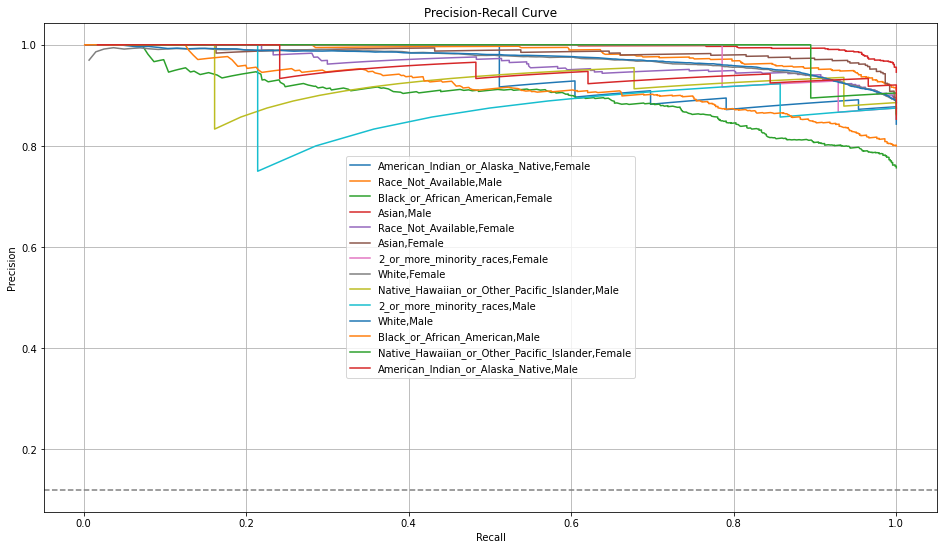 Precision-Recall Curve
1.0
0.8
0.6
0.4
0.2
Precision
American_Indian_or_Alaska_Native,Female
Race_Not_Available,Male
Black_or_African_American,Female
Asian,Male
Race_Not_Available,Female
Asian,Female
2_or_more_minority_races,Female
White,Female
Native_Hawaiian_or_Other_Pacific_Islander,Male
2_or_more_minority_races,Male
White,Male
Black_or_African_American,Male
Native_Hawaiian_or_Other_Pacific_Islander,Female
American_Indian_or_Alaska_Native,Male
0.0 0.2 0.4 0.6 0.8 1.0
Recall